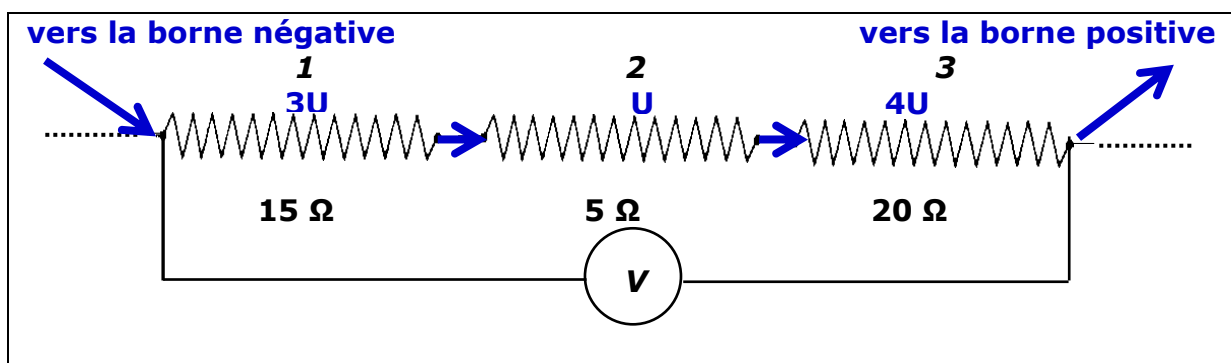 vers la borne négative vers la borne positive
1 2 3
3U U 4U
15 Ω 5 Ω 20 Ω
V